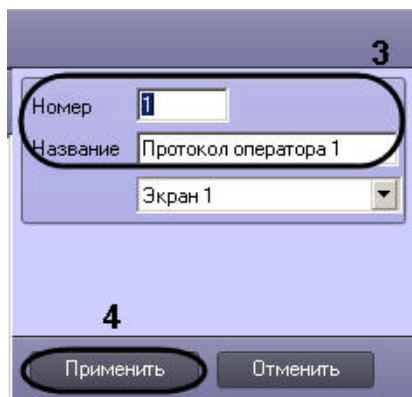 3
Номер 1
Название Протокол оператора 1
Экран 1
4
Применить Отменить